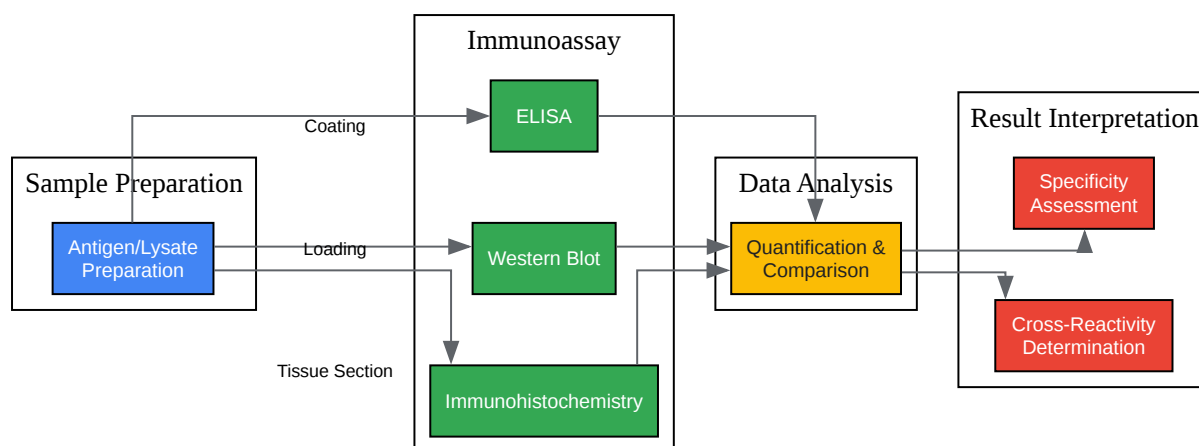 Sample Preparation
Antigen/Lysate
Preparation
Coating
Loading
Tissue Section
Immunoassay
ELISA
Western Blot
Immunohistochemistry
Data Analysis
Quantification &
Comparison
Result Interpretation
Specificity
Assessment
Cross-Reactivity
Determination